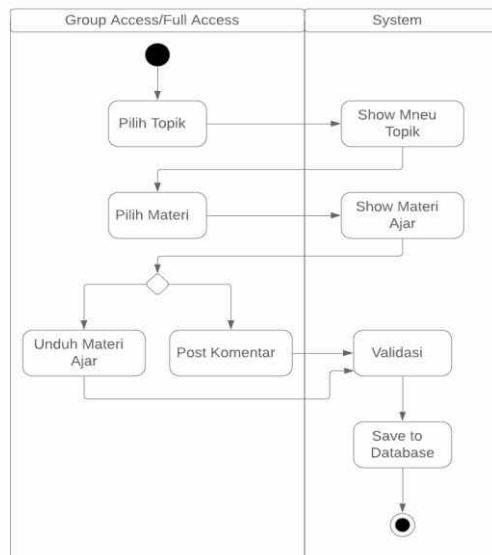 Group Access/Full Access
System
Pilih Topik
Show Mneu
Topik
Pilih Materi
Show Materi
Ajar
Unduh Materi
Ajar
Post Komentar
Validasi
Save to
Database